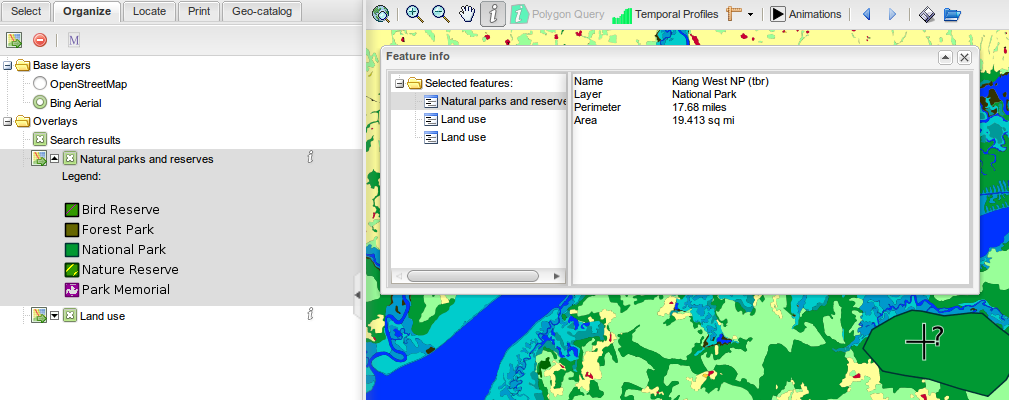 Select Organize Locate Print Geo-catalog
M
Polygon Query Temporal Profiles Animations
Base layers
OpenStreetMap
Bing Aerial
Overlays
Search results
Natural parks and reserves
Legend:
Bird Reserve
Forest Park
National Park
Nature Reserve
Park Memorial
Land use
Feature info
Selected features:
Natural parks and reserve
Land use
Land use
Name Kiang West NP (tbr)
Layer National Park
Perimeter 17.68 miles
Area 19.413 sq mi
?